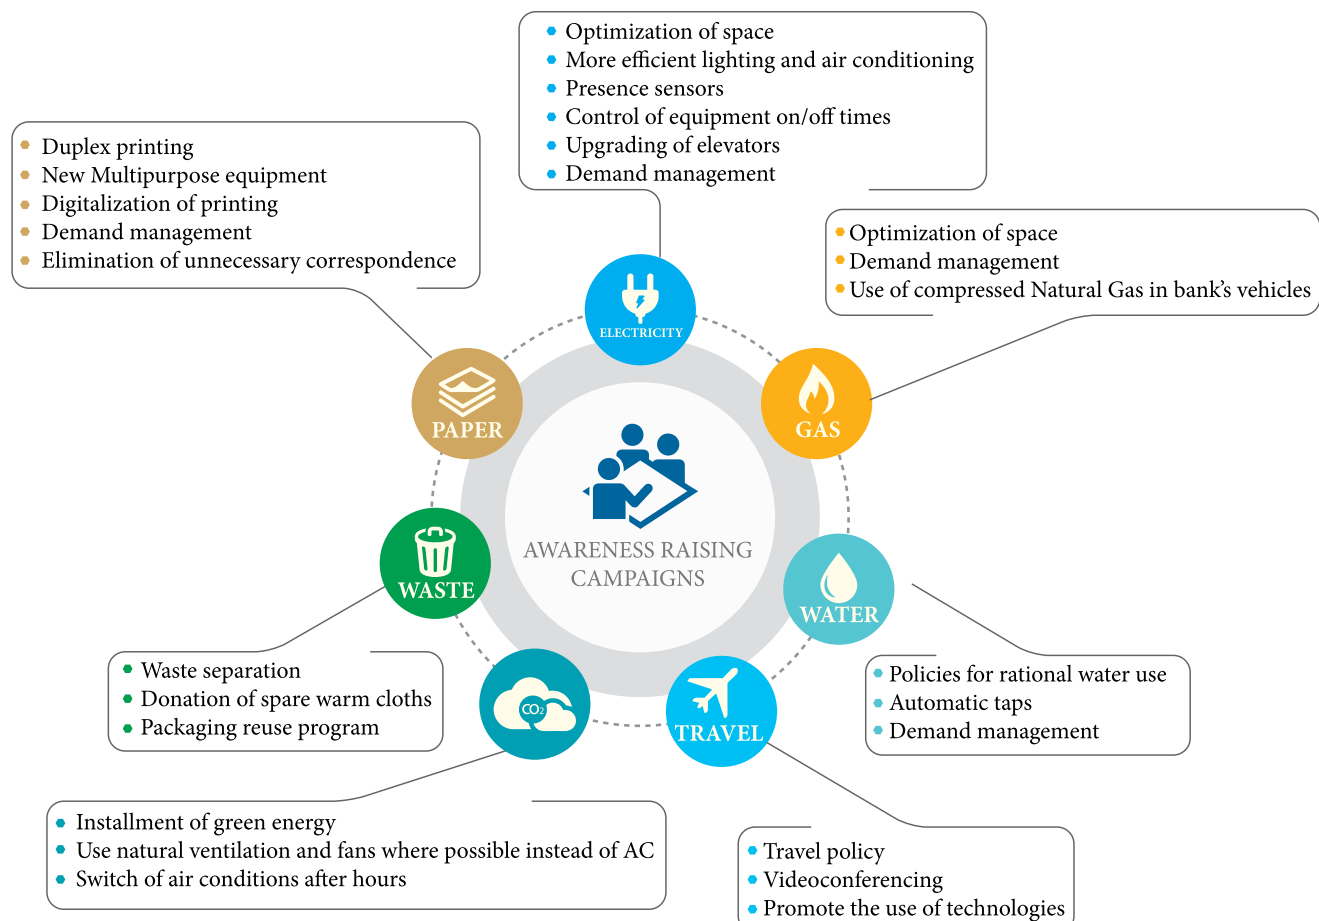 Optimization of space
More efficient lighting and air conditioning
Presence sensors
Control of equipment on/off times
Upgrading of elevators
Demand management
Duplex printing
New Multipurpose equipment
Digitalization of printing
Demand management
Elimination of unnecessary correspondence
Optimization of space
Demand management
Use of compressed Natural Gas in bank's vehicles
ELECTRICITY
PAPER
GAS
AWARENESS RAISING
CAMPAIGNS
WASTE
WATER
CO2
TRAVEL
Waste separation
Donation of spare warm cloths
Packaging reuse program
Policies for rational water use
Automatic taps
Demand management
Installment of green energy
Use natural ventilation and fans where possible instead of AC
Switch of air conditions after hours
Travel policy
Videoconferencing
Promote the use of technologies